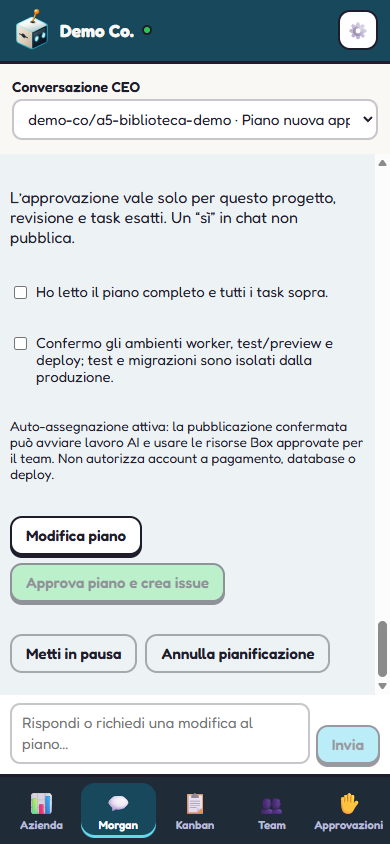 Demo Co.
Conversazione CEO
demo-co/a5-biblioteca-demo · Piano nuova app
L'approvazione vale solo per questo progetto,
revisione e task esatti. Un “sì” in chat non
pubblica.
Ho letto il piano completo e tutti i task sopra.
Confermo gli ambienti worker, test/preview e
deploy; test e migrazioni sono isolati dalla
produzione.
Auto-assegnazione attiva: la pubblicazione confermata
può avviare lavoro AI e usare le risorse Box approvate per
il team. Non autorizza account a pagamento, database o
deploy.
Modifica piano
Approva piano e crea issue
Metti in pausa
Annulla pianificazione
Rispondi o richiedi una modifica al
piano...
Invia
Azienda
Morgan
Kanban
Team
Approvazioni